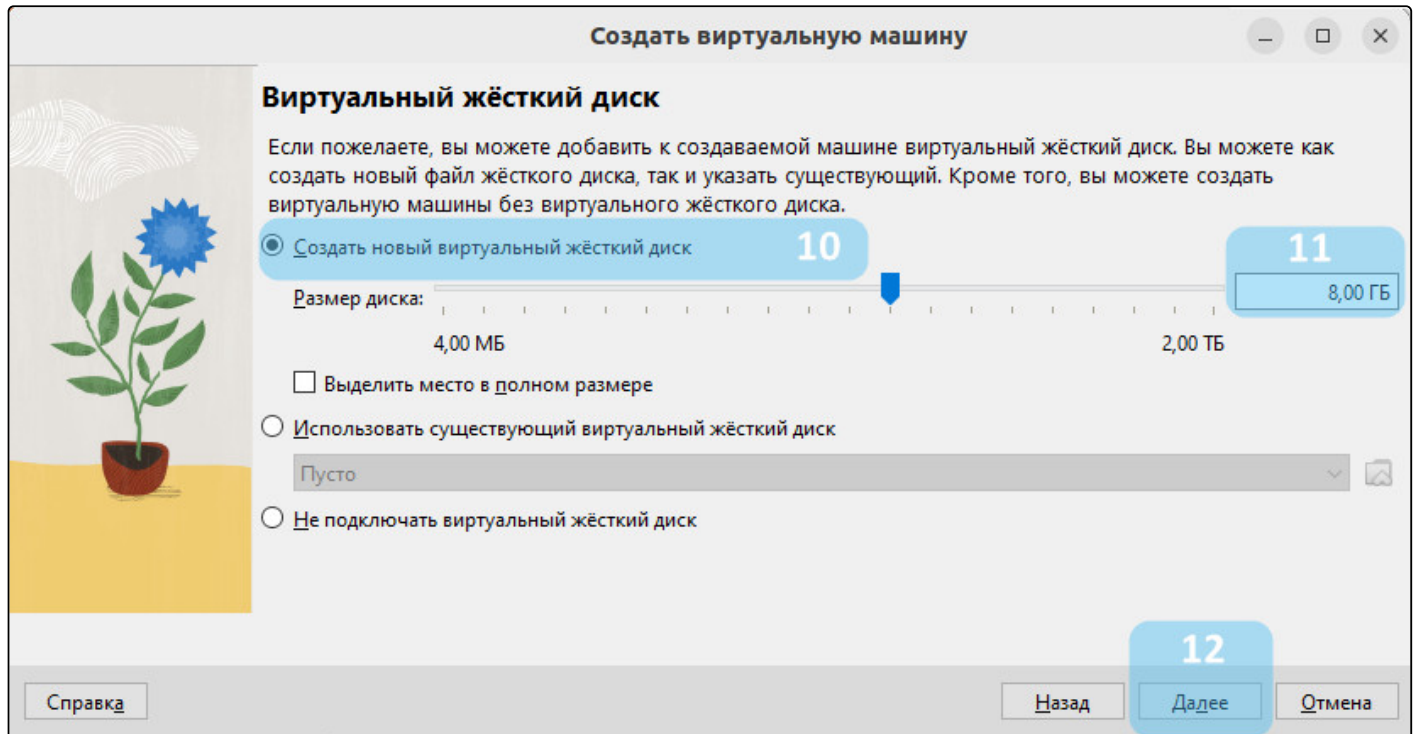 Создать виртуальную машину
Виртуальный жёсткий диск
Если пожелаете, вы можете добавить к создаваемой машине виртуальный жёсткий диск. Вы можете как
создать новый файл жёсткого диска, так и указать существующий. Кроме того, вы можете создать
виртуальную машины без виртуального жёсткого диска.
Создать новый виртуальный жёсткий диск 10 11
Размер диска: 8,00 ГБ
4,00 МБ 2,00 ТБ
Выделить место в полном размере
Использовать существующий виртуальный жёсткий диск
Пусто
Не подключать виртуальный жёсткий диск
12
Справка Назад Далее Отмена